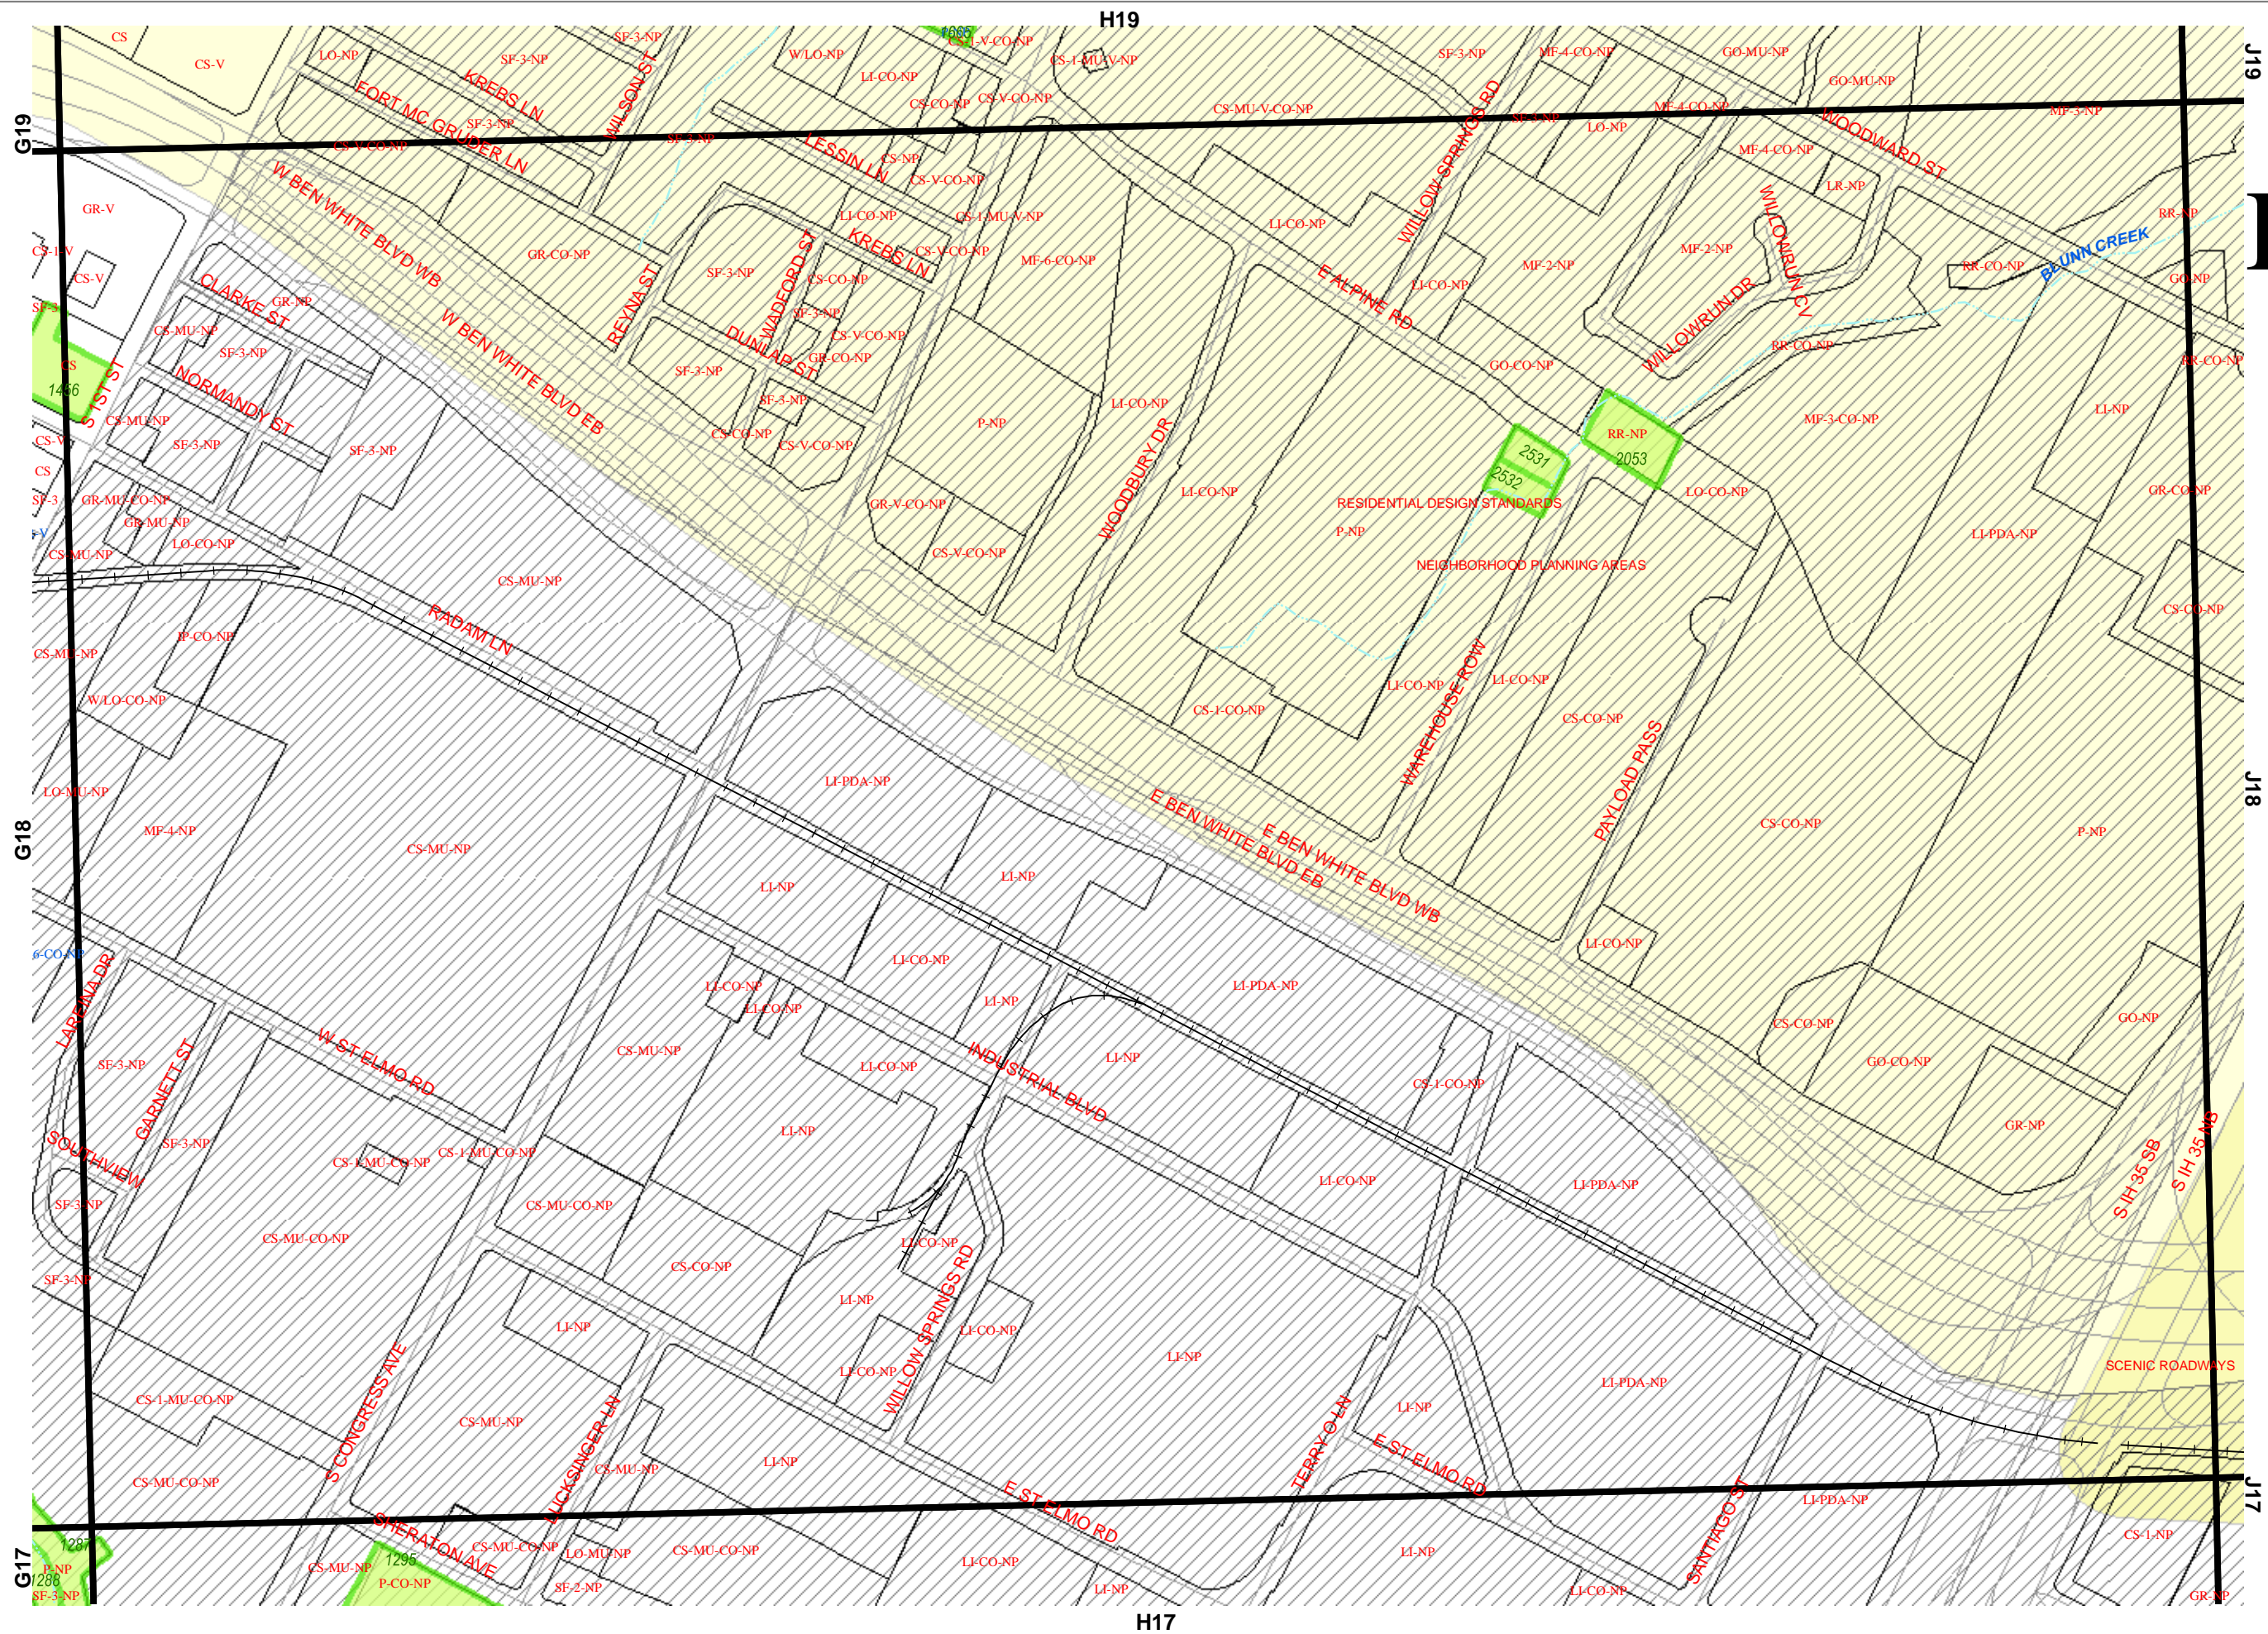 H19
CS
CS-V
LO-NP
SF-3-NP
SF-3-NP
KREBS LN
FORT MC GRUDER LN
SF-3-NP
WILSON ST
W/LO-NP
1665
CS-1-V-CO-NP
LI-CO-NP
CS-CO-NP
CS-V-CO-NP
CS-1-MU-V-NP
CS-MU-V-CO-NP
SF-3-NP
WILLOW SPRINGS RD
MF-4-CO-NP
GO-MU-NP
GO-MU-NP
MF-4-CO-NP
SF-3-NP
LO-NP
WOODWARD ST
MF-3-NP
J19
G19
CS-V-CO-NP
SF-3-NP
LESSIN LN
CS-NP
CS-V-CO-NP
MF-4-CO-NP
LR-NP
GR-V
W BEN WHITE BLVD WB
LI-CO-NP
CS-1-MU-V-NP
LI-CO-NP
WILLOWRUN CV
RR-NP
BLUNN CREEK
CS-1-V
CS-V
GR-CO-NP
WADFORD ST
KREBS LN
CS-V-CO-NP
MF-6-CO-NP
MF-2-NP
MF-2-NP
RR-CO-NP
GO-NP
SF-3
CLARKE ST
GR-NP
SF-3-NP
CS-CO-NP
E ALPINE RD
LI-CO-NP
WILLOWRUN DR
REYNA ST
SF-3-NP
CS-MU-NP
SF-3-NP
W BEN WHITE BLVD EB
DUNLAP ST
CS-V-CO-NP
GR-CO-NP
RR-CO-NP
RR-CO-NP
CS
1456
S 1ST ST
NORMANDY ST
SF-3-NP
SF-3-NP
GO-CO-NP
LI-CO-NP
LI-NP
CS-MU-NP
SF-3-NP
SF-3-NP
CS-CO-NP
CS-V-CO-NP
P-NP
WOODBURY DR
RR-NP
2053
MF-3-CO-NP
CS-V
CS
SF-3
2531
2532
GR-MU-CO-NP
GR-MU-NP
LO-CO-NP
CS-MU-NP
GR-V-CO-NP
LI-CO-NP
RESIDENTIAL DESIGN STANDARDS
P-NP
LO-CO-NP
GR-CO-NP
LI-PDA-NP
CS-V-CO-NP
NEIGHBORHOOD PLANNING AREAS
CS-MU-NP
RADAM LN
IP-CO-NP
CS-CO-NP
CS-MU-NP
W/LO-CO-NP
WAREHOUSE ROW
LI-CO-NP
LI-CO-NP
CS-1-CO-NP
CS-CO-NP
PAYLOAD PASS
LO-MU-NP
LI-PDA-NP
G18
J18
MF-4-NP
CS-MU-NP
E BEN WHITE BLVD EB
E BEN WHITE BLVD WB
CS-CO-NP
P-NP
LI-NP
LI-NP
6-CO-NP
LI-CO-NP
LI-CO-NP
LAREINA DR
LI-CO-NP
LI-CO-NP
LI-NP
LI-PDA-NP
CS-CO-NP
GO-NP
W ST ELMO RD
CS-MU-NP
LI-CO-NP
INDUSTRIAL BLVD
LI-NP
CS-1-CO-NP
GO-CO-NP
SF-3-NP
GARNETT ST
SOUTHVIEW
SF-3-NP
CS-1-MU-CO-NP
CS-1-MU-CO-NP
LI-NP
GR-NP
S IH 35 SB
S IH 35 NB
SF-3-NP
CS-MU-CO-NP
LI-CO-NP
LI-PDA-NP
CS-MU-CO-NP
LI-CO-NP
CS-CO-NP
SF-3-NP
LI-NP
WILLOW SPRINGS RD
LI-NP
LI-CO-NP
LI-NP
SCENIC ROADWAYS
CS-1-MU-CO-NP
S CONGRESS AVE
CS-MU-NP
LI-CO-NP
LI-PDA-NP
LUCKSINGER LN
LI-NP
TERRY O LN
E ST ELMO RD
CS-MU-CO-NP
CS-MU-NP
LI-NP
E ST ELMO RD
SANTIAGO ST
LI-PDA-NP
J17
CS-1-NP
G17
1287
P-NP
1288
SF-3-NP
SHERATON AVE
1295
P-CO-NP
CS-MU-NP
CS-MU-CO-NP
LO-MU-NP
SF-2-NP
CS-MU-CO-NP
LI-CO-NP
LI-NP
LI-NP
LI-CO-NP
GR-NP
H17